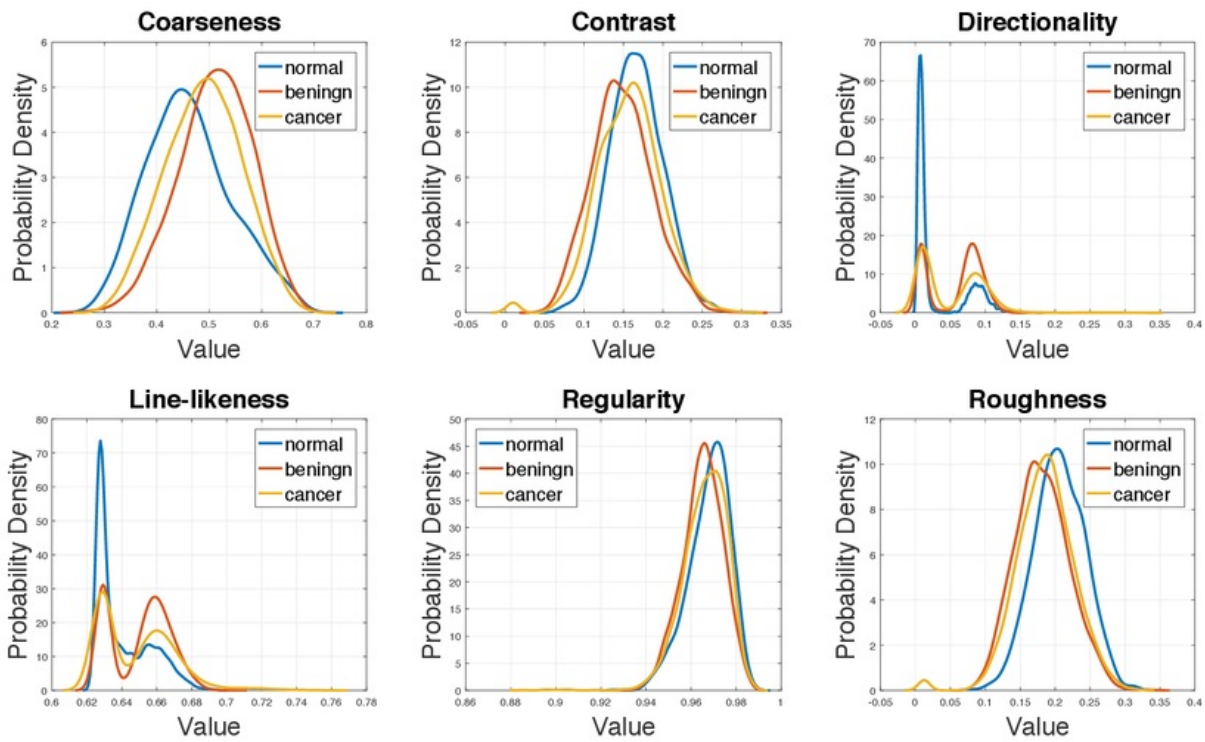 Coarseness
6
5
4
3
2
1
0
0.2 0.3 0.4 0.5 0.6 0.7 0.8
Probability Density
Value
normal
beningn
cancer
Contrast
12
10
8
6
4
2
0
-0.05 0 0.05 0.1 0.15 0.2 0.25 0.3 0.35
Probability Density
Value
normal
beningn
cancer
Directionality
70
60
50
40
30
20
10
0
-0.05 0 0.05 0.1 0.15 0.2 0.25 0.3 0.35 0.4
Probability Density
Value
normal
beningn
cancer
Line-likeness
80
70
60
50
40
30
20
10
0
0.6 0.62 0.64 0.66 0.68 0.7 0.72 0.74 0.76 0.78
Probability Density
Value
normal
beningn
cancer
Regularity
50
45
40
35
30
25
20
15
10
5
0
0.86 0.88 0.9 0.92 0.94 0.96 0.98 1
Probability Density
Value
normal
beningn
cancer
Roughness
12
10
8
6
4
2
0
-0.05 0 0.05 0.1 0.15 0.2 0.25 0.3 0.35 0.4
Probability Density
Value
normal
beningn
cancer